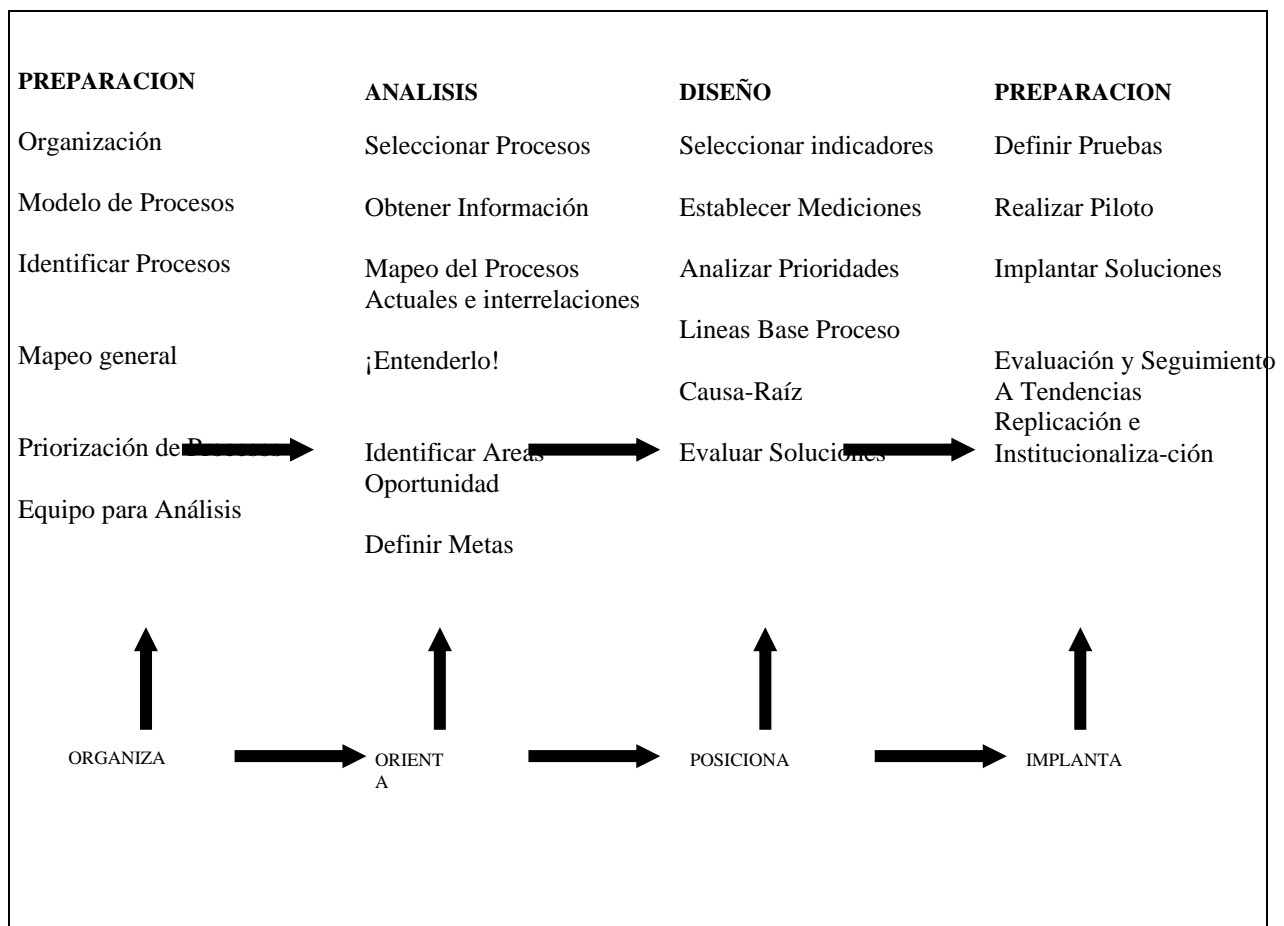 PREPARACION
Organización
Modelo de Procesos
Identificar Procesos
Mapeo general
Priorización de Procesos
Equipo para Análisis
ANALISIS
Seleccionar Procesos
Obtener Información
Mapeo del Procesos
Actuales e interrelaciones
¡Entenderlo!
Identificar Areas
Oportunidad
Definir Metas
DISEÑO
Seleccionar indicadores
Establecer Mediciones
Analizar Prioridades
Lineas Base Proceso
Causa-Raíz
Evaluar Soluciones
PREPARACION
Definir Pruebas
Realizar Piloto
Implantar Soluciones
Evaluación y Seguimiento
A Tendencias
Replicación e
Institucionaliza-ción
ORGANIZA
ORIENT
A
POSICIONA
IMPLANTA